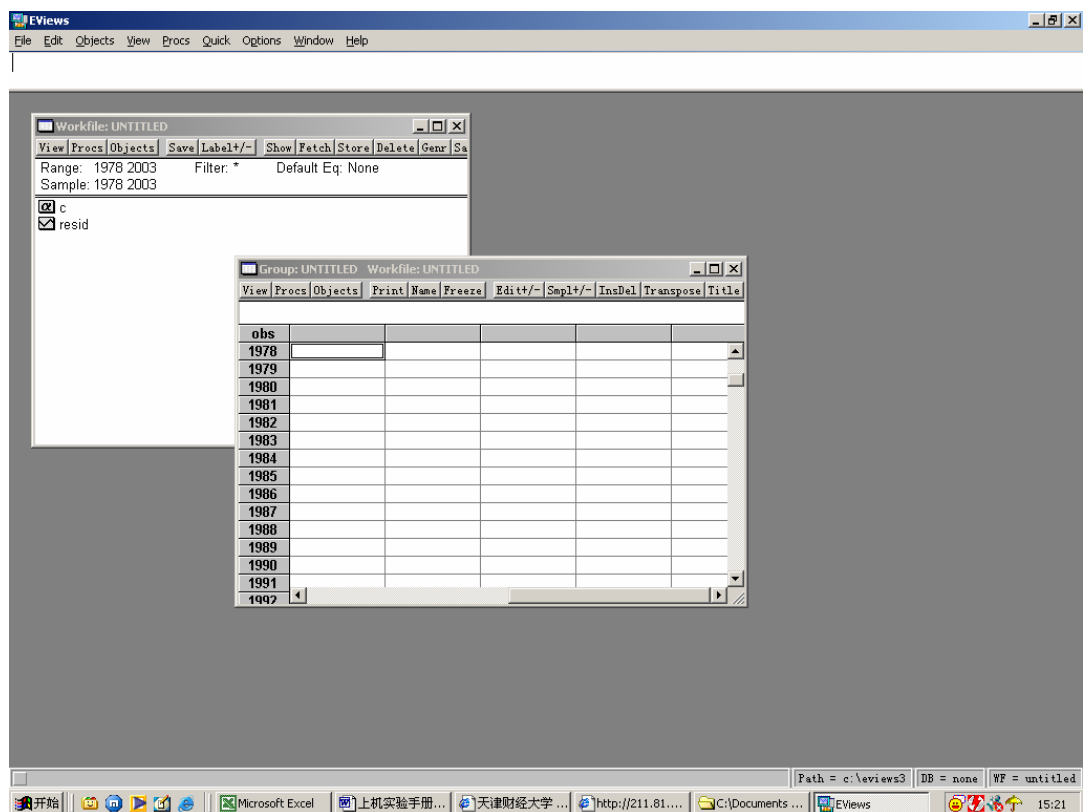 EViews
File Edit Objects View Procs Quick Options Window Help
Workfile: UNTITLED
View Procs Objects Save Label+/- Show Fetch Store Delete Genr Sa
Range: 1978 2003 Filter: * Default Eq: None
Sample: 1978 2003
c
resid
Group: UNTITLED Workfile: UNTITLED
View Procs Objects Print Name Freeze Edit+/- Smpl+/- InsDel Transpose Title
obs
1978
1979
1980
1981
1982
1983
1984
1985
1986
1987
1988
1989
1990
1991
1992
Path = c:\eviews3 DB = none WF = untitled
开始 Microsoft Excel 上机实验手册... 天津财经大学 ... http://211.81.... C:\Documents ... EViews 15:21